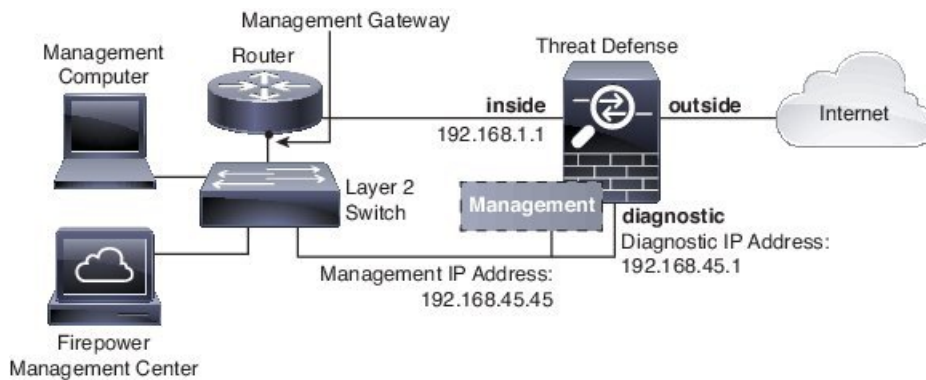 Management Gateway
Management
Computer
Router
Threat Defense
inside
192.168.1.1
outside
Internet
Layer 2
Switch
Management
diagnostic
Diagnostic IP Address:
192.168.45.1
Management IP Address:
192.168.45.45
Firepower
Management Center